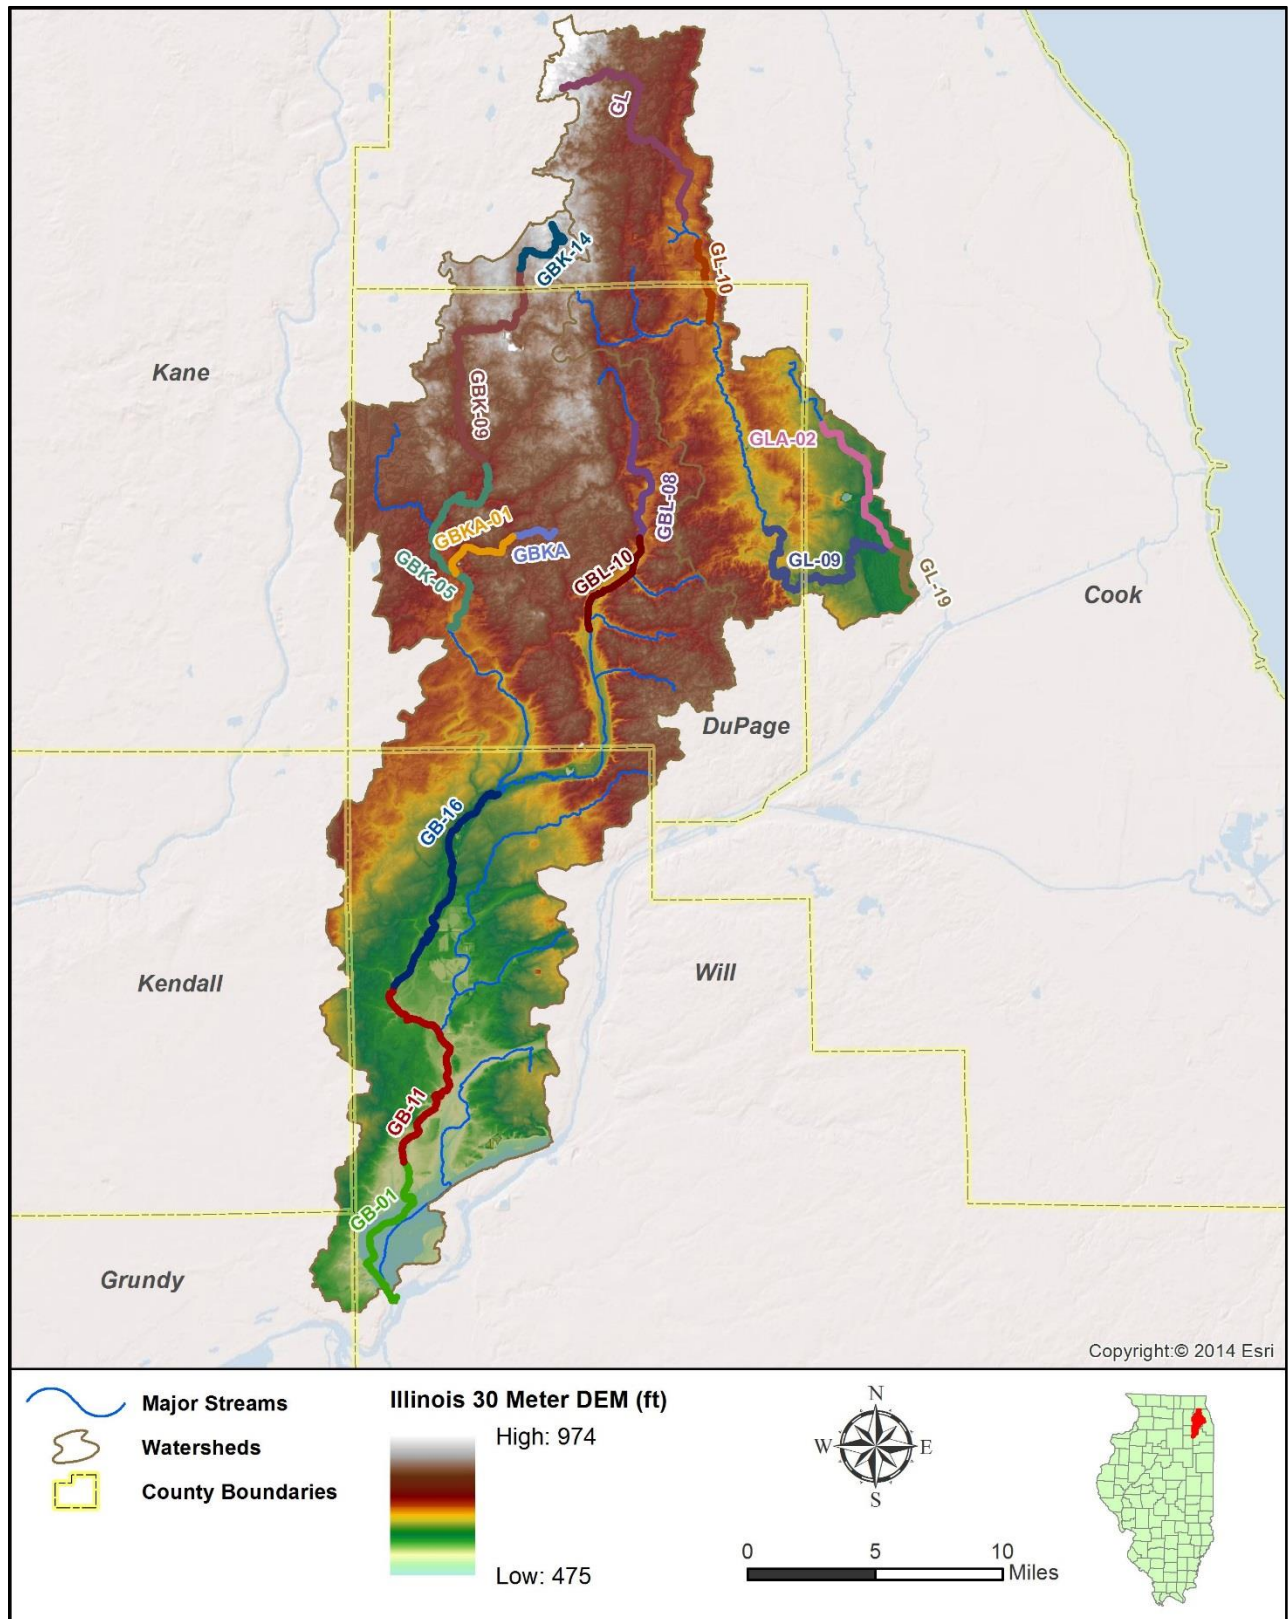 GL
GBK-14
GL-10
Kane
GBK-09
GLA-02
GBL-08
GBKA-01
GBKA
GBK-05
GBL-10
GL-09
GL-19
Cook
DuPage
GB-16
Kendall
Will
GB-11
GB-01
Grundy
Copyright:© 2014 Esri
Major Streams
Watersheds
County Boundaries
Illinois 30 Meter DEM (ft)
High: 974
Low: 475
N
W E
S
0 5 10
Miles